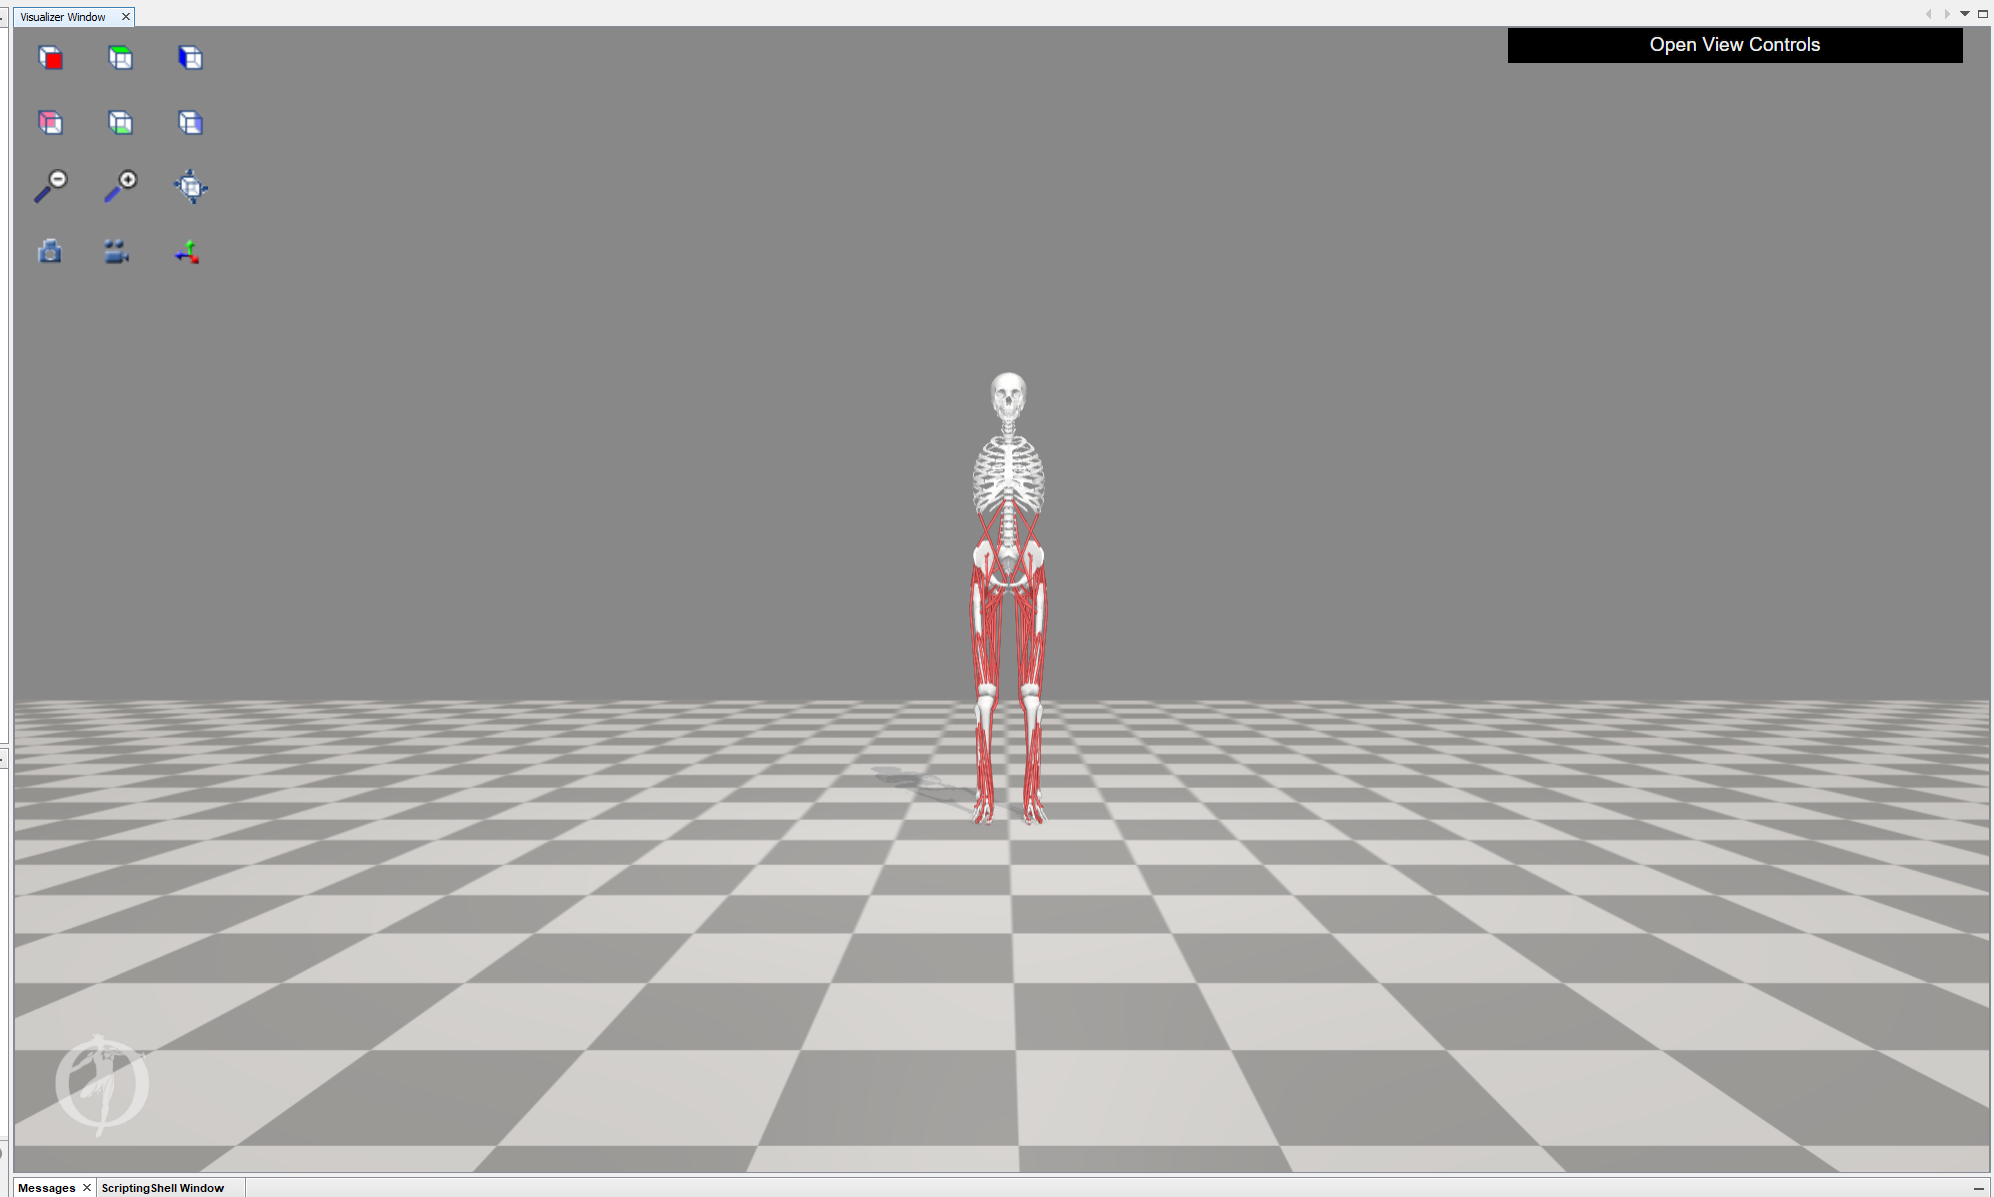 Visualizer Window
Open View Controls
Messages
ScriptingShell Window